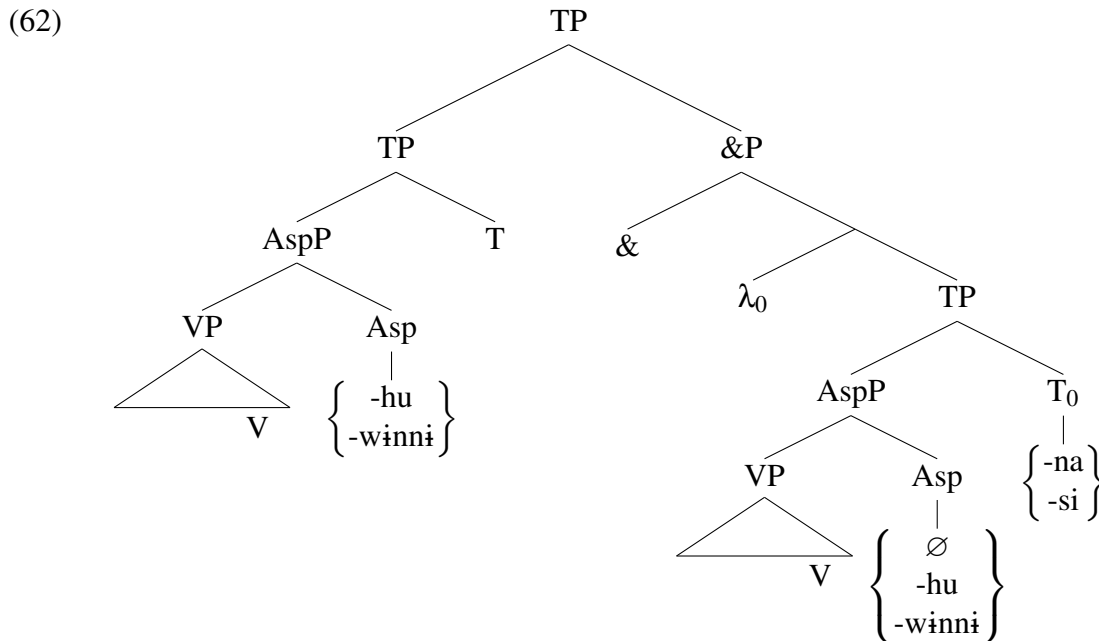 (62) TP
TP &P
AspP T & 
λ₀ TP
VP Asp
AspP T₀
V { -hu -wɨnnɨ }
VP Asp { -na -si }
V { ∅ -hu -wɨnnɨ }